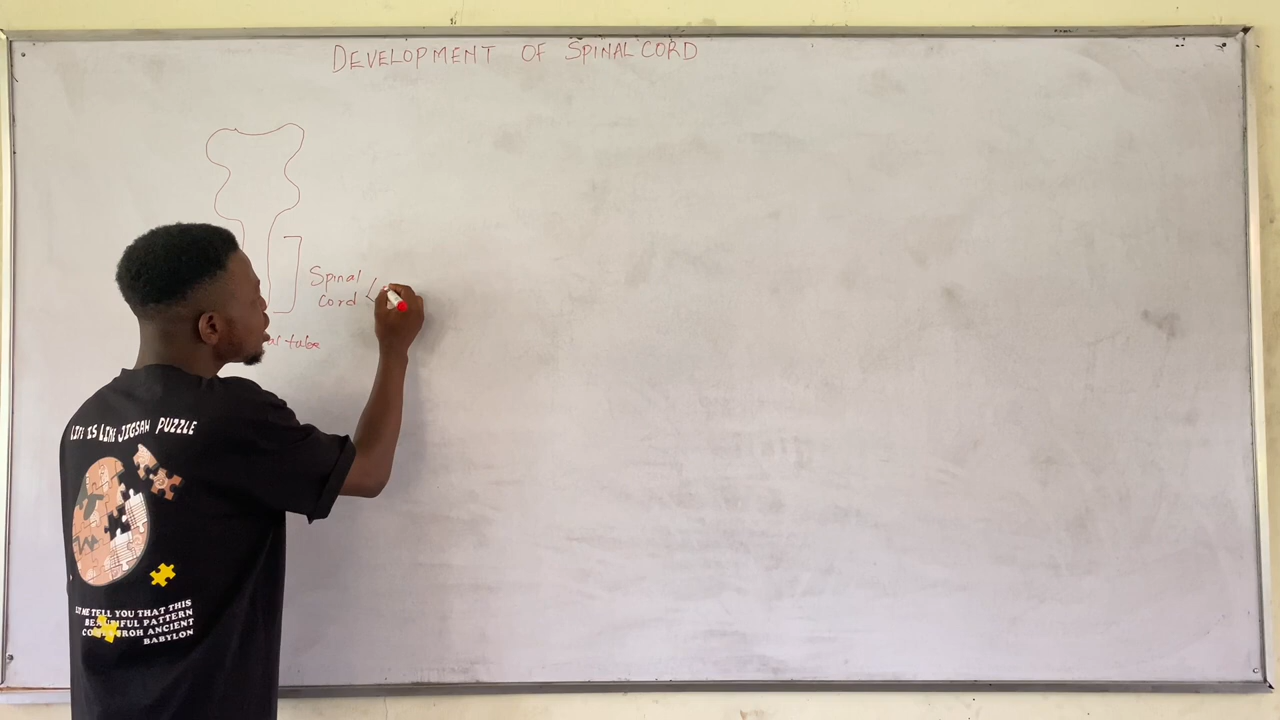 DEVELOPMENT OF SPINAL CORD
Spinal
Cord
tube
LIFE IS LIKE JIGSAW PUZZLE
ME TELL YOU THAT THIS
BEAUTIFUL PATTERN
ANCIENT
BABYLON